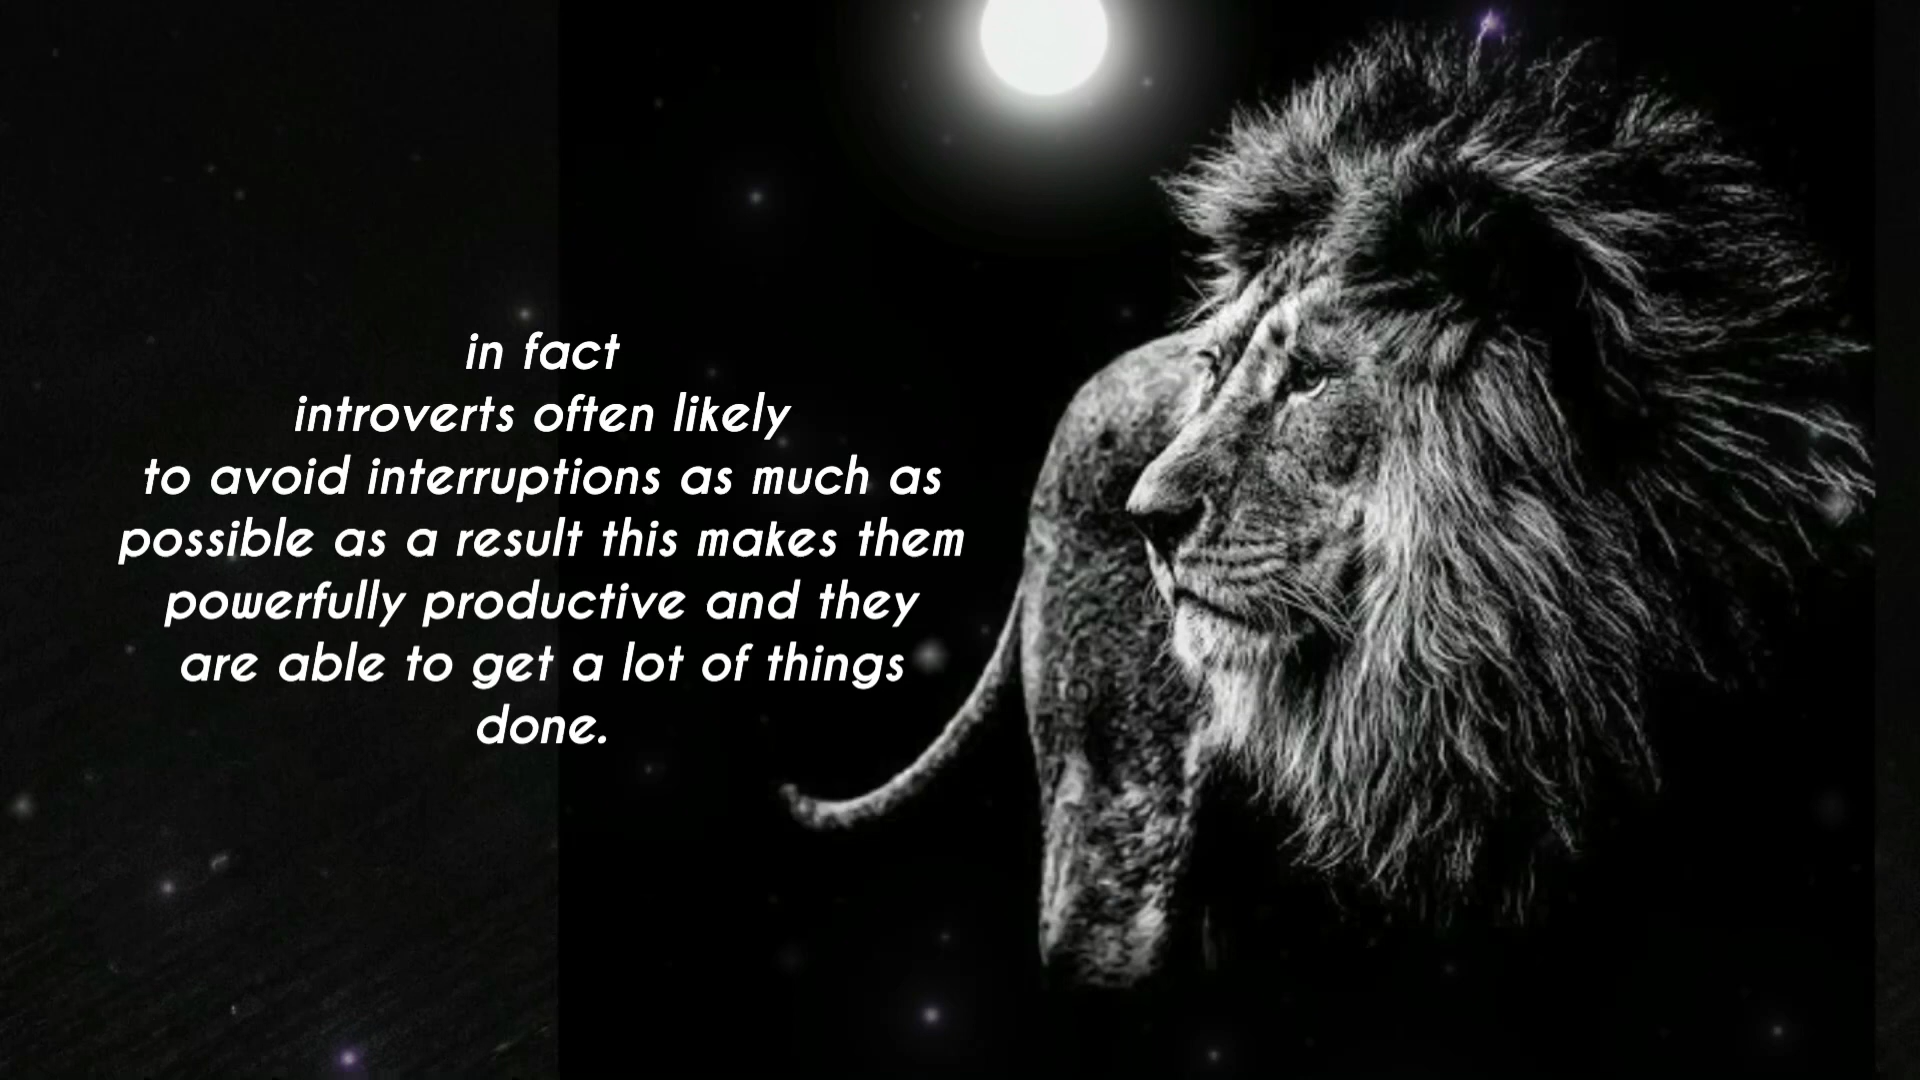 in fact
introverts often likely
to avoid interruptions as much as
possible as a result this makes them
powerfully productive and they
are able to get a lot of things
done.